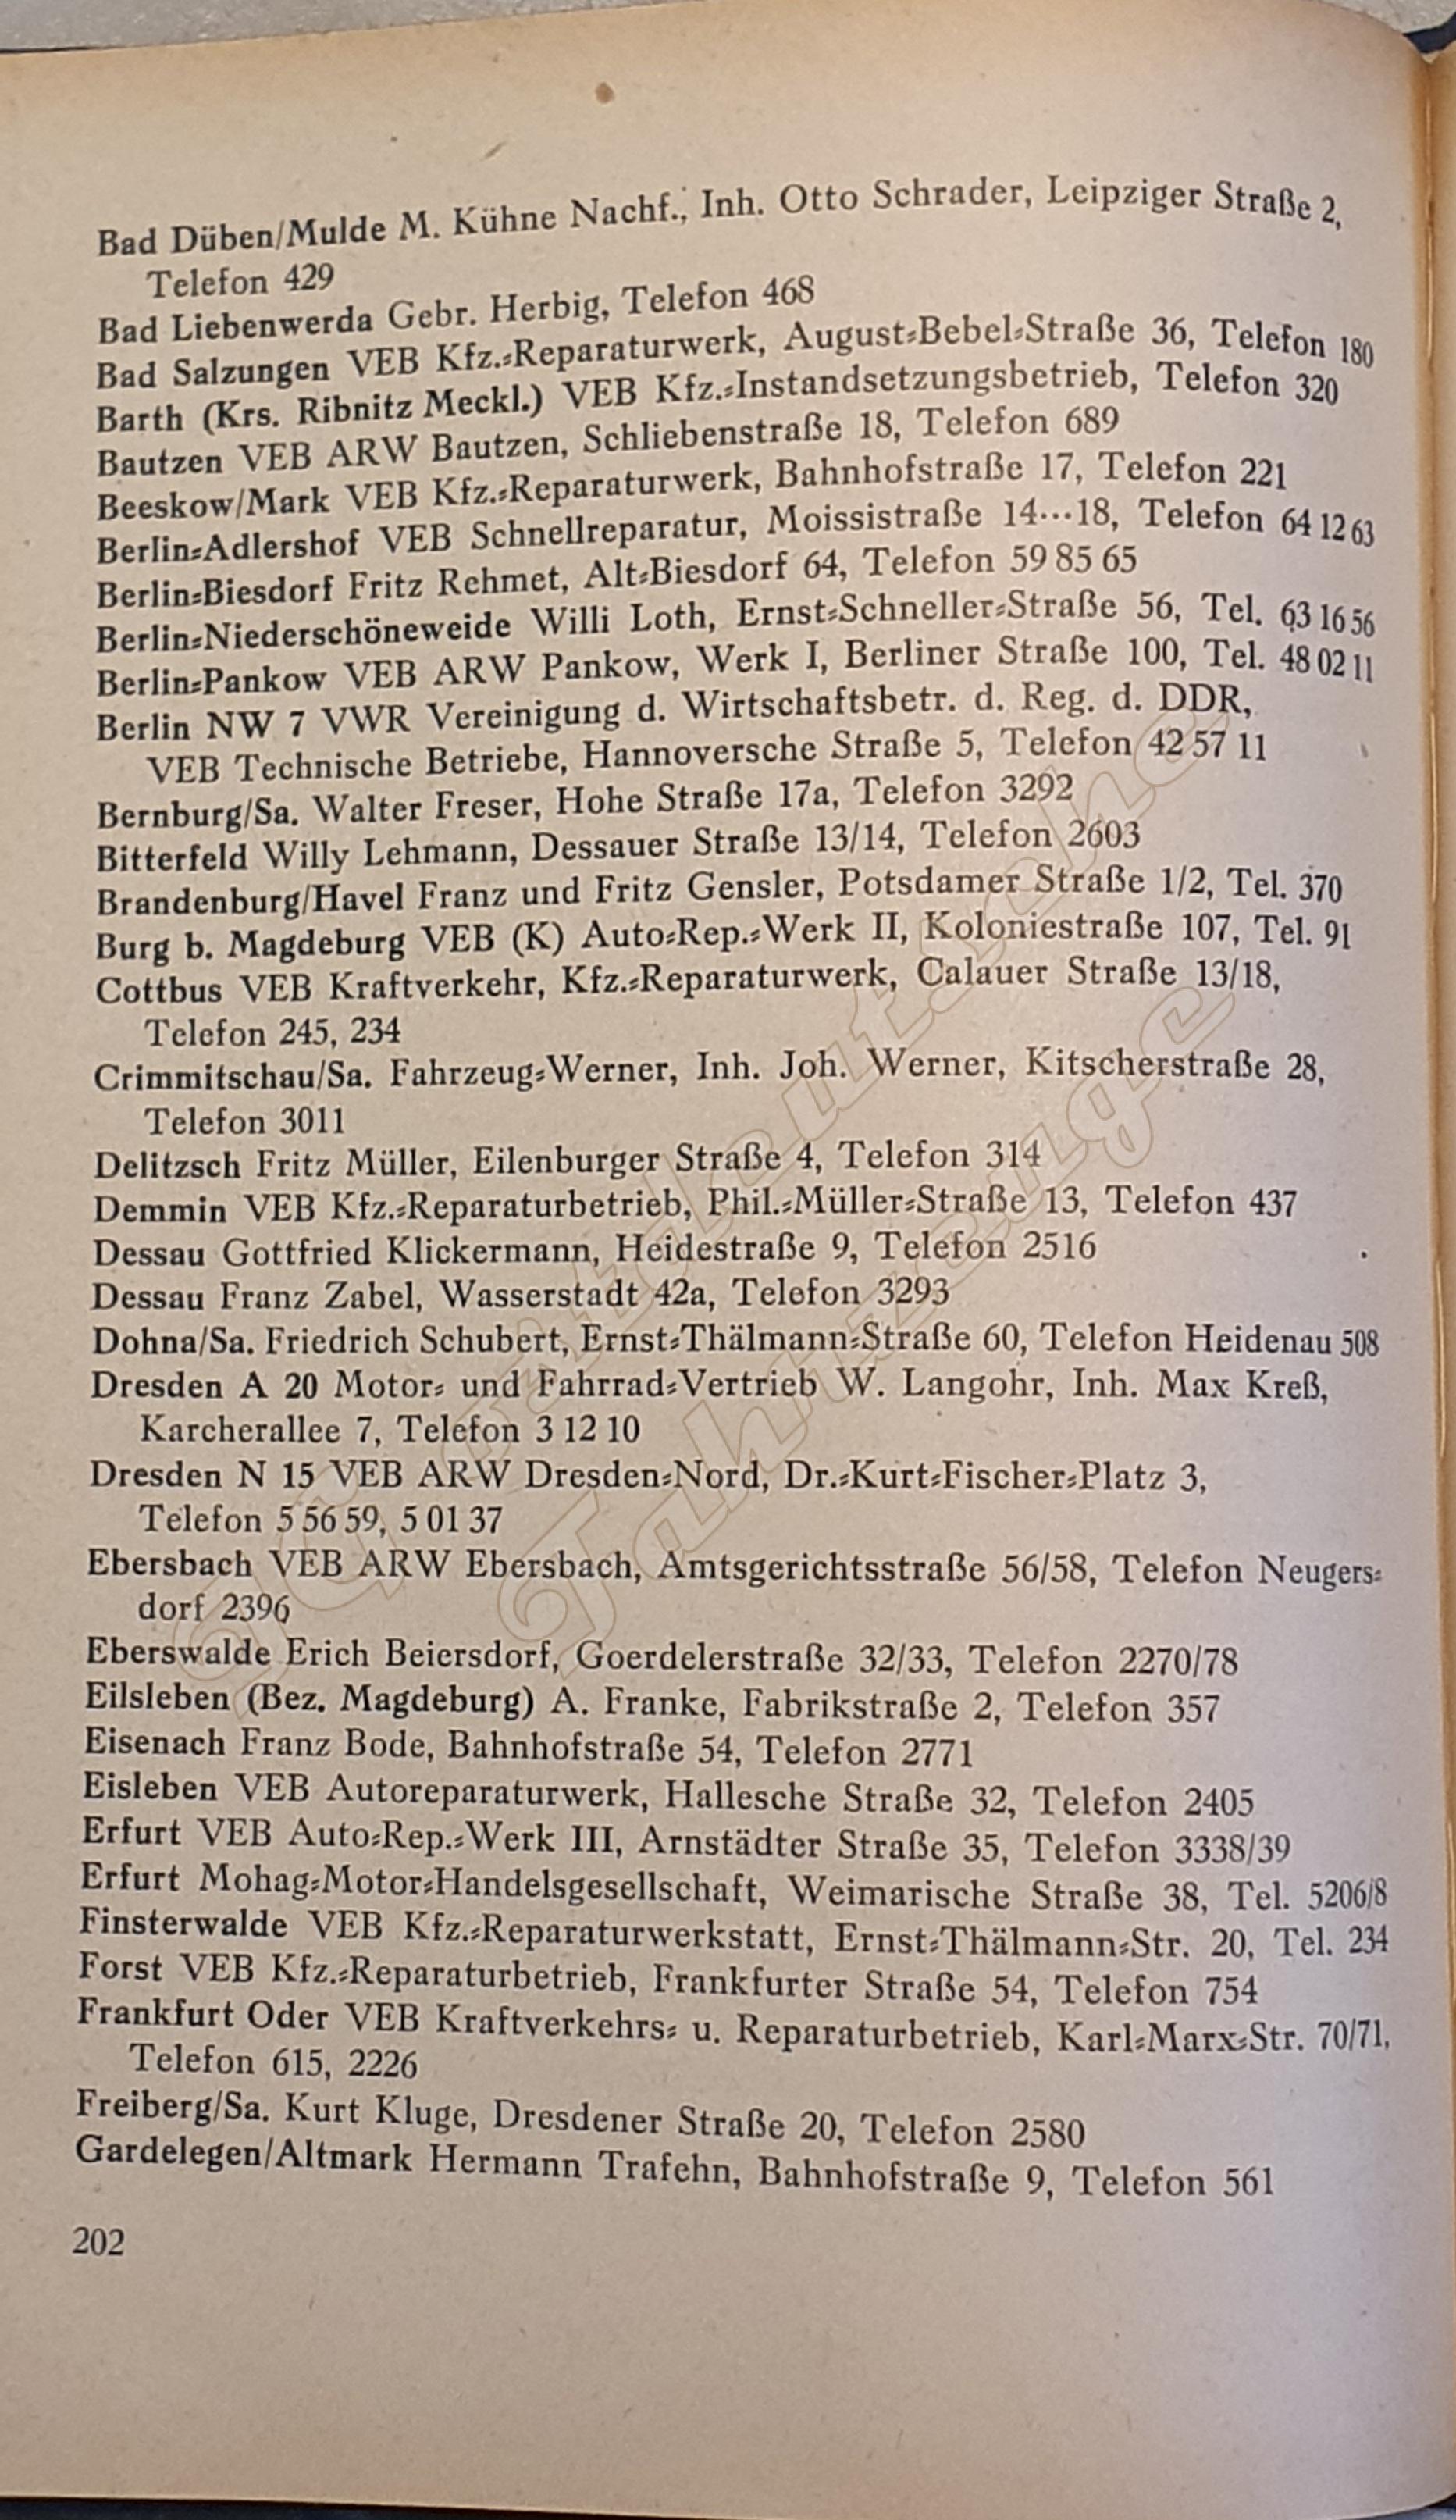 Bad Düben/Mulde M. Kühne Nachf., Inh. Otto Schrader, Leipziger Straße 2,
Telefon 429
Bad Liebenwerda Gebr. Herbig, Telefon 468
Bad Salzungen VEB Kfz.-Reparaturwerk, August-Bebel-Straße 36, Telefon 180
Barth (Krs. Ribnitz Meckl.) VEB Kfz.-Instandsetzungsbetrieb, Telefon 320
Bautzen VEB ARW Bautzen, Schliebenstraße 18, Telefon 689
Beeskow/Mark VEB Kfz.-Reparaturwerk, Bahnhofstraße 17, Telefon 221
Berlin-Adlershof VEB Schnellreparatur, Moissistraße 14...18, Telefon 64 12 63
Berlin-Biesdorf Fritz Rehmet, Alt-Biesdorf 64, Telefon 59 85 65
Berlin-Niederschöneweide Willi Loth, Ernst-Schneller-Straße 56, Tel. 63 16 56
Berlin-Pankow VEB ARW Pankow, Werk I, Berliner Straße 100, Tel. 48 02 11
Berlin NW 7 VWR Vereinigung d. Wirtschaftsbetr. d. Reg. d. DDR,
VEB Technische Betriebe, Hannoversche Straße 5, Telefon 42 57 11
Bernburg/Sa. Walter Freser, Hohe Straße 17a, Telefon 3292
Bitterfeld Willy Lehmann, Dessauer Straße 13/14, Telefon 2603
Brandenburg/Havel Franz und Fritz Gensler, Potsdamer Straße 1/2, Tel. 370
Burg b. Magdeburg VEB (K) Auto-Rep.-Werk II, Koloniestraße 107, Tel. 91
Cottbus VEB Kraftverkehr, Kfz.-Reparaturwerk, Calauer Straße 13/18,
Telefon 245, 234
Crimmitschau/Sa. Fahrzeug-Werner, Inh. Joh. Werner, Kitscherstraße 28,
Telefon 3011
Delitzsch Fritz Müller, Eilenburger Straße 4, Telefon 314
Demmin VEB Kfz.-Reparaturbetrieb, Phil.-Müller-Straße 13, Telefon 437
Dessau Gottfried Klickermann, Heidestraße 9, Telefon 2516
Dessau Franz Zabel, Wasserstadt 42a, Telefon 3293
Dohna/Sa. Friedrich Schubert, Ernst-Thälmann-Straße 60, Telefon Heidenau 508
Dresden A 20 Motor- und Fahrrad-Vertrieb W. Langohr, Inh. Max Kreß,
Karcherallee 7, Telefon 3 12 10
Dresden N 15 VEB ARW Dresden-Nord, Dr.-Kurt-Fischer-Platz 3,
Telefon 5 56 59, 5 01 37
Ebersbach VEB ARW Ebersbach, Amtsgerichtsstraße 56/58, Telefon Neugers-
dorf 2396
Eberswalde Erich Beiersdorf, Goerdelerstraße 32/33, Telefon 2270/78
Eilsleben (Bez. Magdeburg) A. Franke, Fabrikstraße 2, Telefon 357
Eisenach Franz Bode, Bahnhofstraße 54, Telefon 2771
Eisleben VEB Autoreparaturwerk, Hallesche Straße 32, Telefon 2405
Erfurt VEB Auto-Rep.-Werk III, Arnstädter Straße 35, Telefon 3338/39
Erfurt Mohag-Motor-Handelsgesellschaft, Weimarische Straße 38, Tel. 5206/8
Finsterwalde VEB Kfz.-Reparaturwerkstatt, Ernst-Thälmann-Str. 20, Tel. 234
Forst VEB Kfz.-Reparaturbetrieb, Frankfurter Straße 54, Telefon 754
Frankfurt Oder VEB Kraftverkehrs- u. Reparaturbetrieb, Karl-Marx-Str. 70/71,
Telefon 615, 2226
Freiberg/Sa. Kurt Kluge, Dresdener Straße 20, Telefon 2580
Gardelegen/Altmark Hermann Trafehn, Bahnhofstraße 9, Telefon 561
202